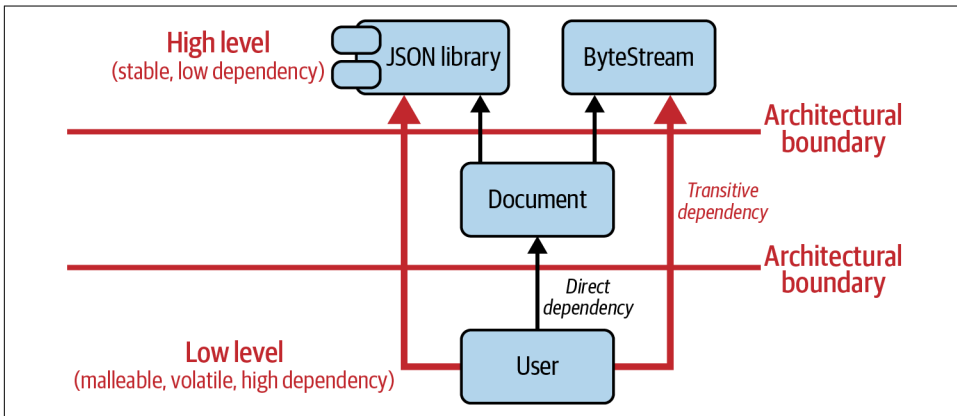 High level
(stable, low dependency)
JSON library
ByteStream
Architectural
boundary
Document
Transitive
dependency
Architectural
boundary
Direct
dependency
Low level
(malleable, volatile, high dependency)
User